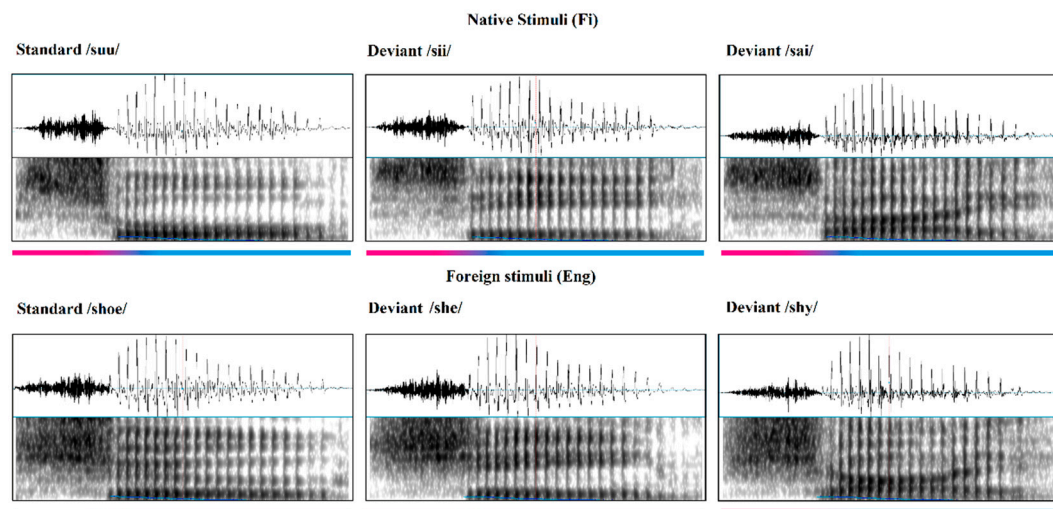 Native Stimuli (Fi)
Standard /suu/
Deviant /sii/
Deviant /sai/
Foreign stimuli (Eng)
Standard /shoe/
Deviant /she/
Deviant /shy/